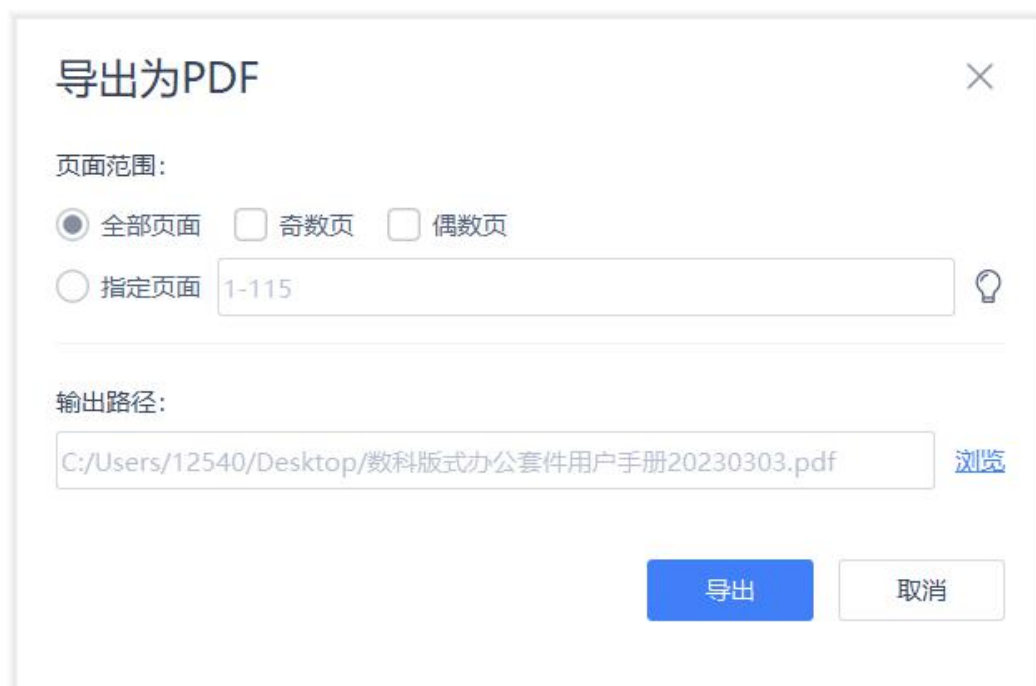 导出为PDF
页面范围：
全部页面 奇数页 偶数页
指定页面 1-115
输出路径：
C:/Users/12540/Desktop/数科版式办公套件用户手册20230303.pdf 浏览
导出 取消